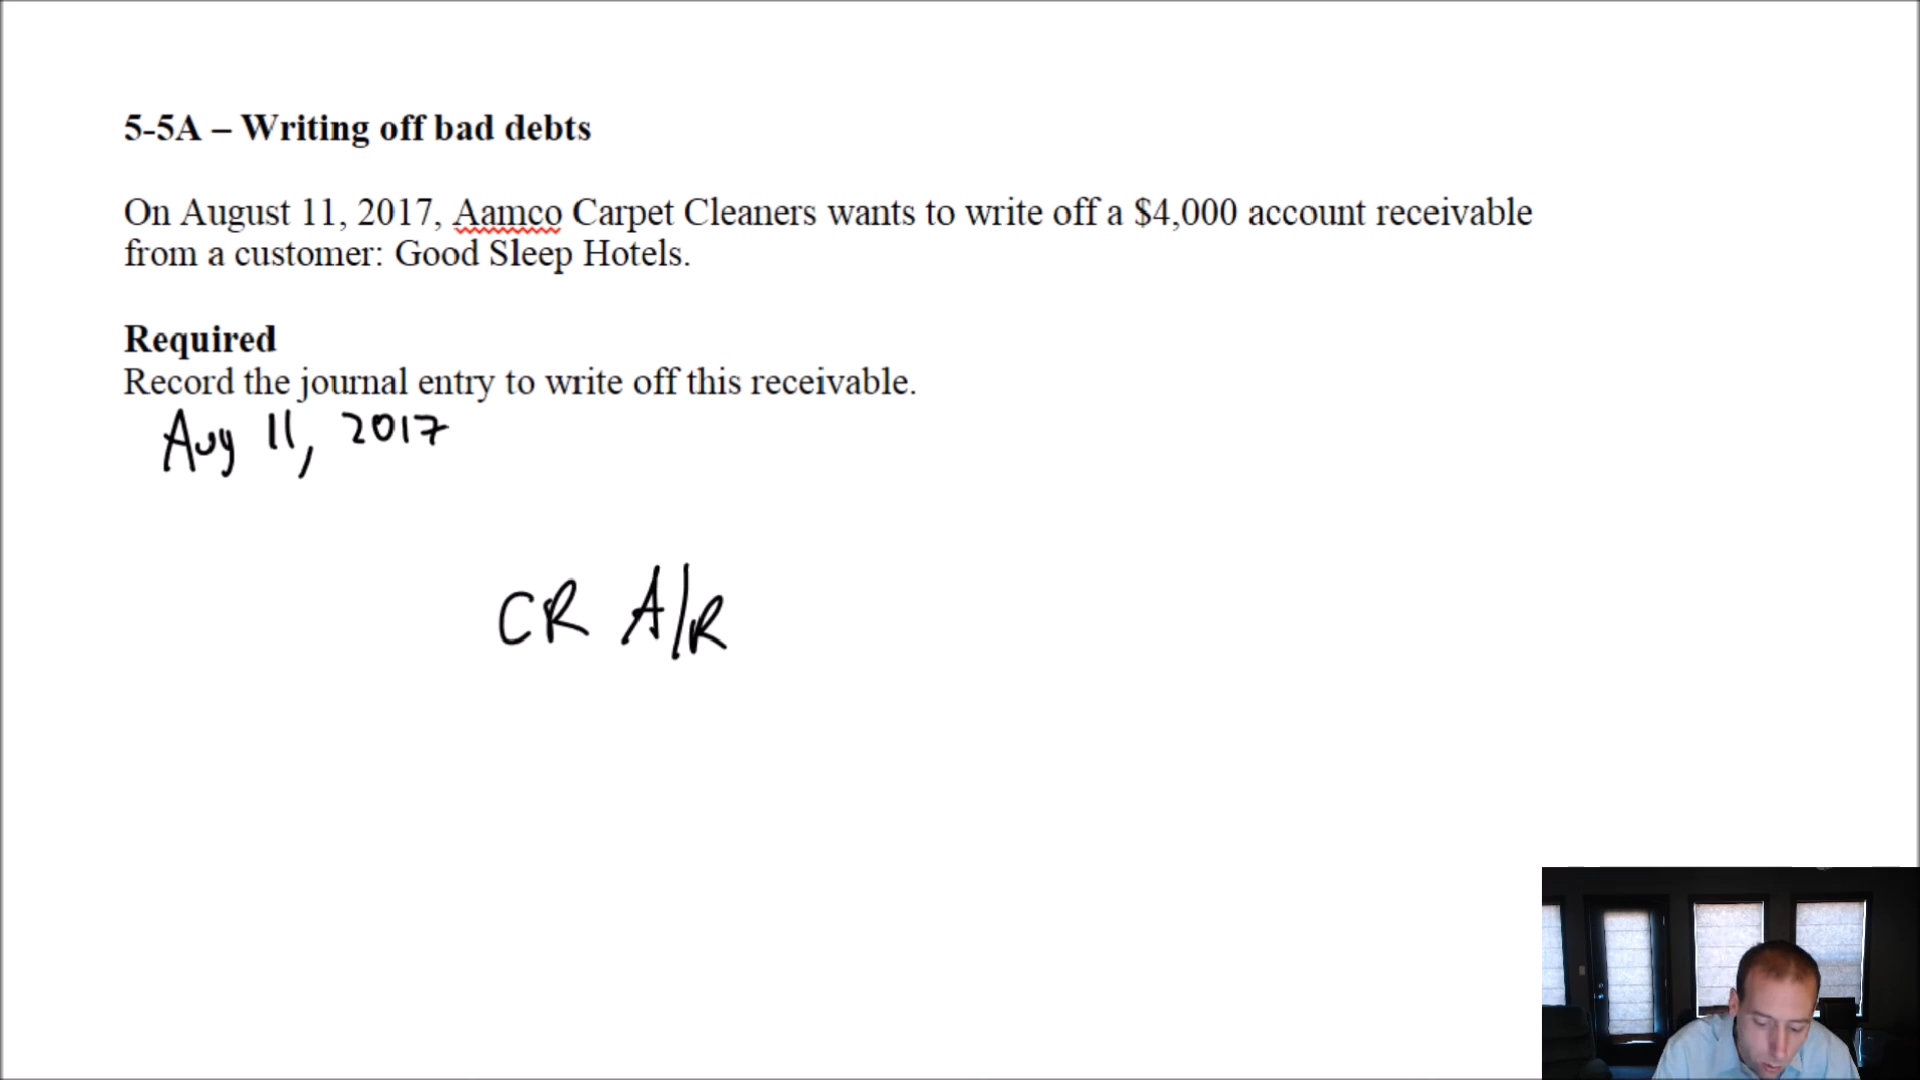 5-5A – Writing off bad debts
On August 11, 2017, Aamco Carpet Cleaners wants to write off a $4,000 account receivable
from a customer: Good Sleep Hotels.
Required
Record the journal entry to write off this receivable.
Aug 11, 2017
CR A/R